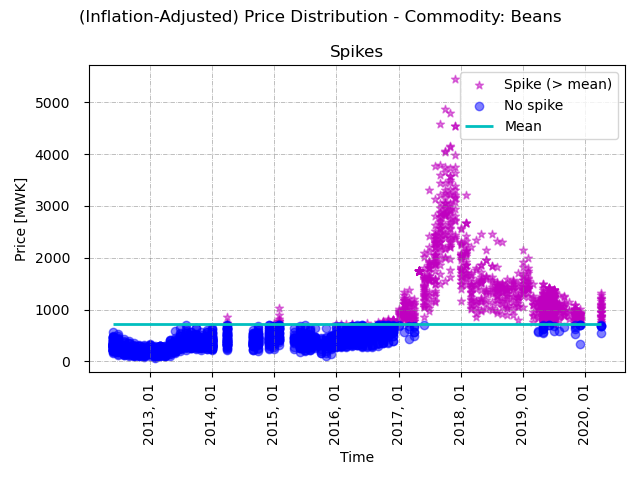 (Inflation-Adjusted) Price Distribution - Commodity: Beans
Spikes
Spike (> mean)
No spike
Mean
Price [MWK]
5000
4000
3000
2000
1000
0
2013, 01
2014, 01
2015, 01
2016, 01
2017, 01
2018, 01
2019, 01
2020, 01
Time